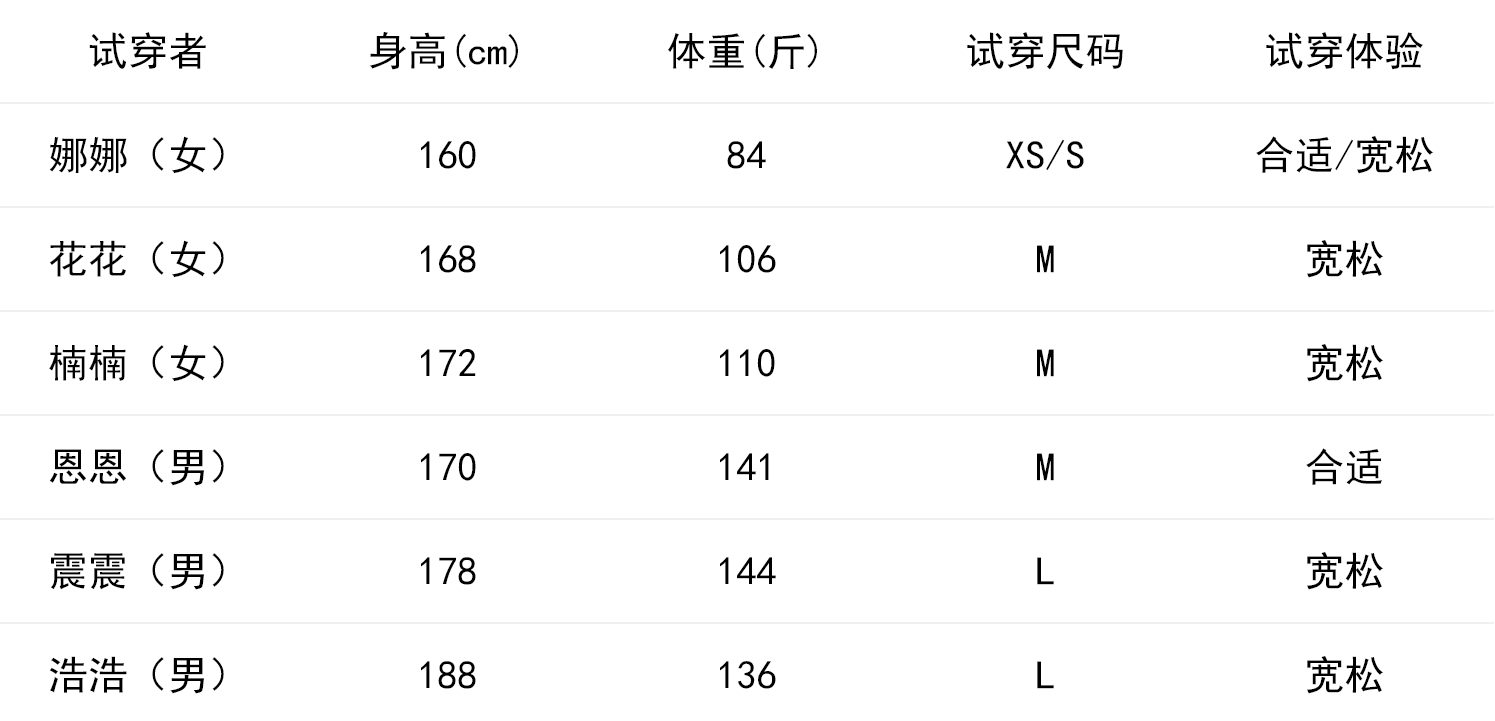 试穿者 身高(cm) 体重(斤) 试穿尺码 试穿体验
娜娜（女） 160 84 XS/S 合适/宽松
花花（女） 168 106 M 宽松
楠楠（女） 172 110 M 宽松
恩恩（男） 170 141 M 合适
震震（男） 178 144 L 宽松
浩浩（男） 188 136 L 宽松